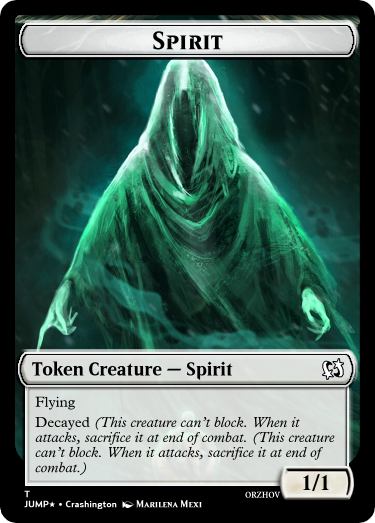 Spirit
Token Creature — Spirit
Flying
Decayed (This creature can't block. When it
attacks, sacrifice it at end of combat. (This creature
can't block. When it attacks, sacrifice it at end of
combat.)
1/1
T
ORZHOV
JUMP★ • Crashington Marilena Mexi